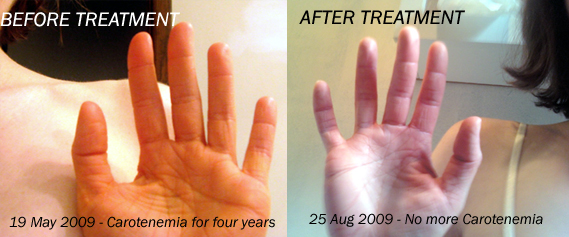 BEFORE TREATMENT
19 May 2009 - Carotenemia for four years
AFTER TREATMENT
25 Aug 2009 - No more Carotenemia